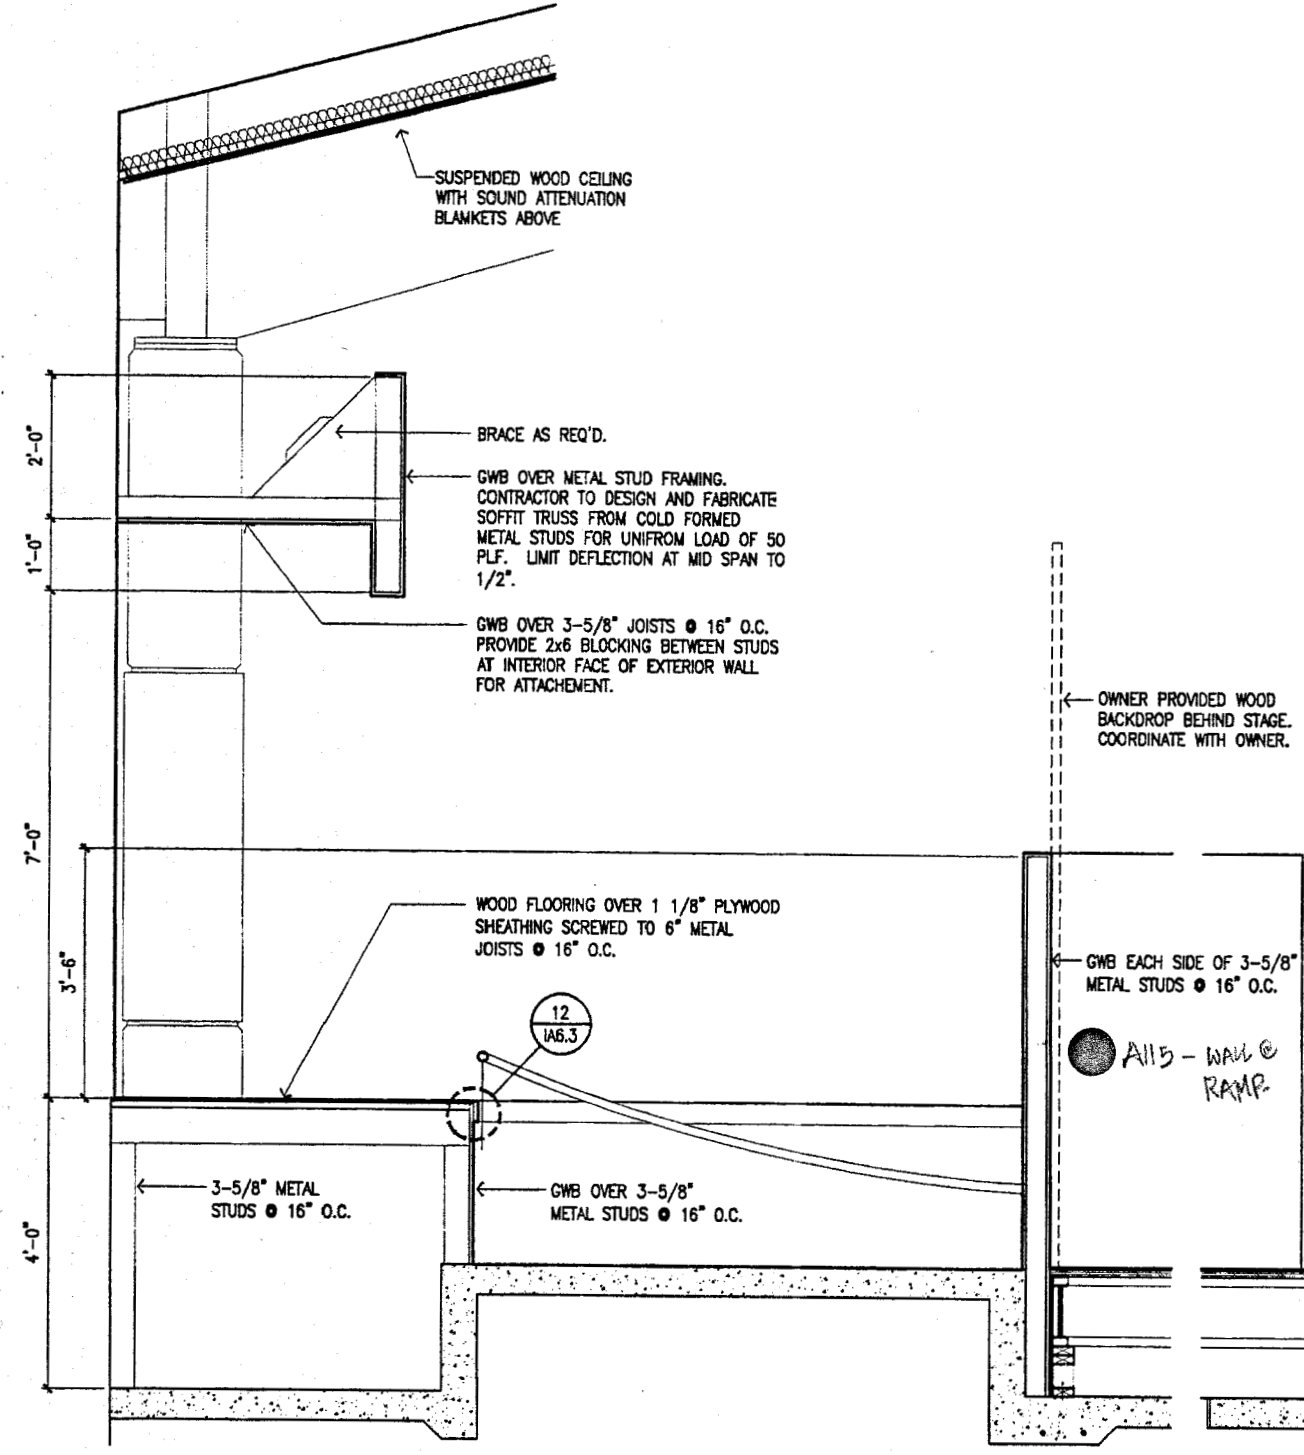 SUSPENDED WOOD CEILING
WITH SOUND ATTENUATION
BLAMKETS ABOVE
2'-0"
BRACE AS REQ'D.
GWB OVER METAL STUD FRAMING.
CONTRACTOR TO DESIGN AND FABRICATE
SOFFIT TRUSS FROM COLD FORMED
METAL STUDS FOR UNIFROM LOAD OF 50
PLF. LIMIT DEFLECTION AT MID SPAN TO
1/2".
1'-0"
GWB OVER 3-5/8" JOISTS @ 16" O.C.
PROVIDE 2x6 BLOCKING BETWEEN STUDS
AT INTERIOR FACE OF EXTERIOR WALL
FOR ATTACHEMENT.
OWNER PROVIDED WOOD
BACKDROP BEHIND STAGE.
COORDINATE WITH OWNER.
7'-0"
3'-6"
WOOD FLOORING OVER 1 1/8" PLYWOOD
SHEATHING SCREWED TO 6" METAL
JOISTS @ 16" O.C.
GWB EACH SIDE OF 3-5/8"
METAL STUDS @ 16" O.C.
12
IA6.3
A115 - WALL @
RAMP
3-5/8" METAL
STUDS @ 16" O.C.
GWB OVER 3-5/8"
METAL STUDS @ 16" O.C.
4'-0"